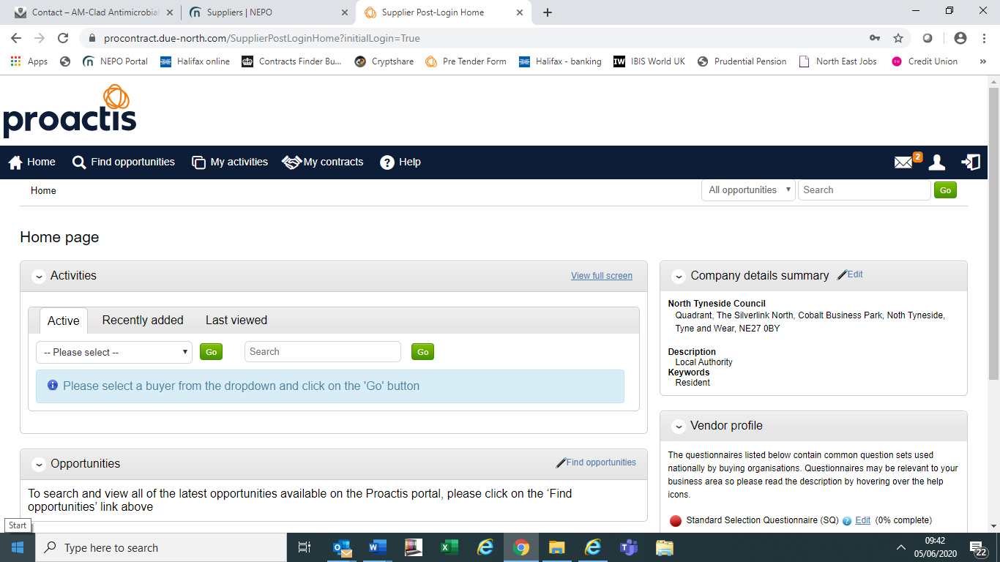 Contact – AM-Clad Antimicrobial
Suppliers | NEPO
Supplier Post-Login Home
procontract.due-north.com/SupplierPostLoginHome?initialLogin=True
Apps
NEPO Portal
Halifax online
Contracts Finder Bu...
Cryptshare
Pre Tender Form
Halifax - banking
IW IBIS World UK
Prudential Pension
North East Jobs
Credit Union
proactis
Home
Find opportunities
My activities
My contracts
Help
2
Home
All opportunities
Search
Go
Home page
Activities
View full screen
Active
Recently added
Last viewed
-- Please select --
Go
Search
Go
Please select a buyer from the dropdown and click on the 'Go' button
Opportunities
Find opportunities
To search and view all of the latest opportunities available on the Proactis portal, please click on the ‘Find
opportunities’ link above
Company details summary
Edit
North Tyneside Council
Quadrant, The Silverlink North, Cobalt Business Park, Noth Tyneside,
Tyne and Wear, NE27 0BY
Description
Local Authority
Keywords
Resident
Vendor profile
The questionnaires listed below contain common question sets used
nationally by buying organisations. Questionnaires may be relevant to your
business area so please read the description by hovering over the help
icons.
Standard Selection Questionnaire (SQ) Edit (0% complete)
Start
Type here to search
09:42
05/06/2020
22